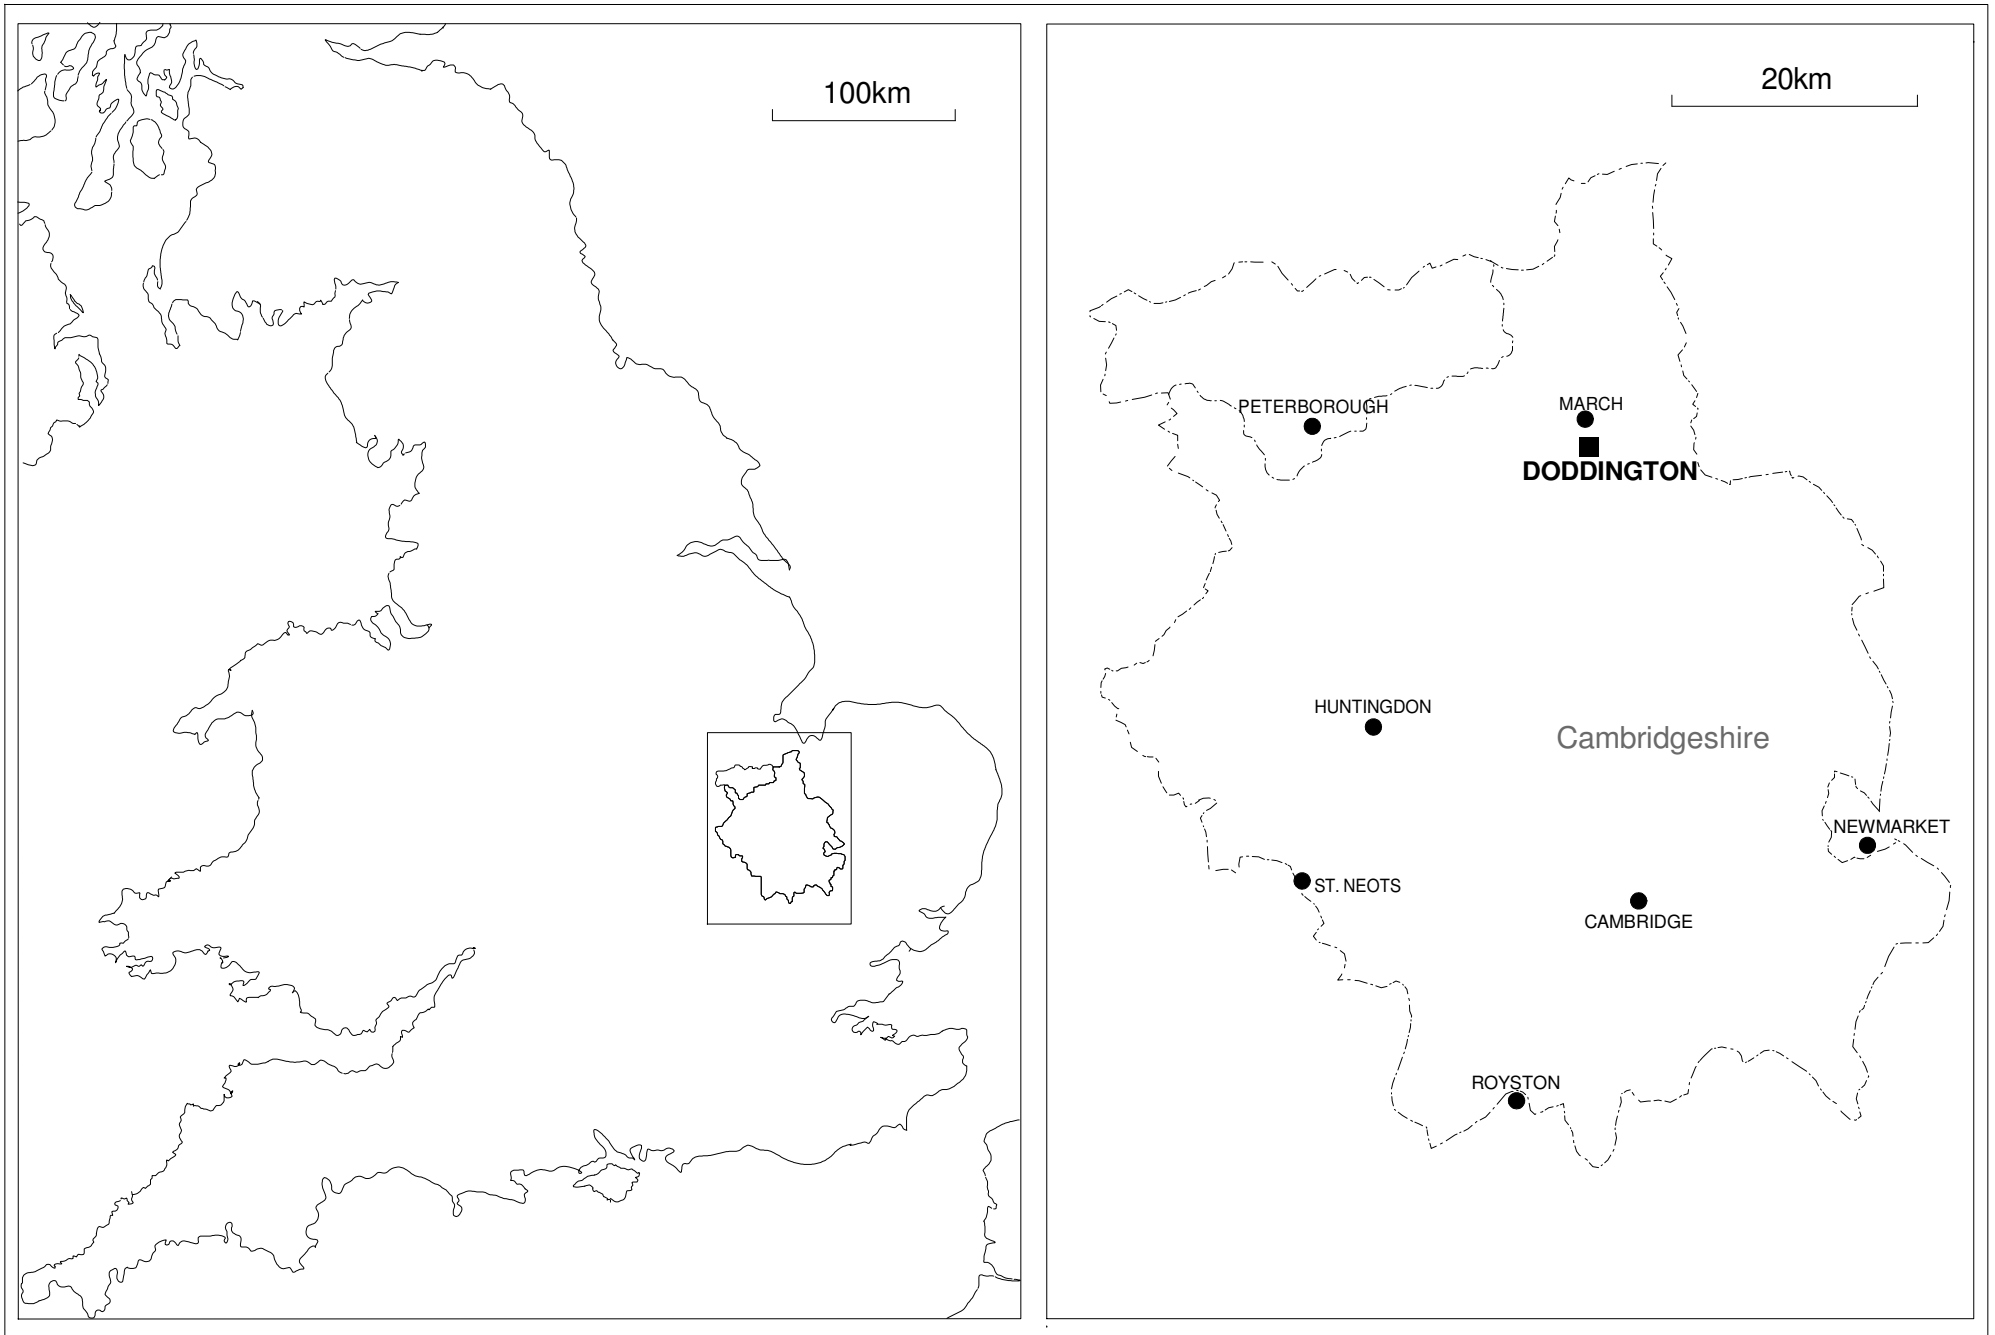 100km
20km
PETERBOROUGH
MARCH
DODDINGTON
HUNTINGDON
Cambridgeshire
NEWMARKET
ST. NEOTS
CAMBRIDGE
ROYSTON